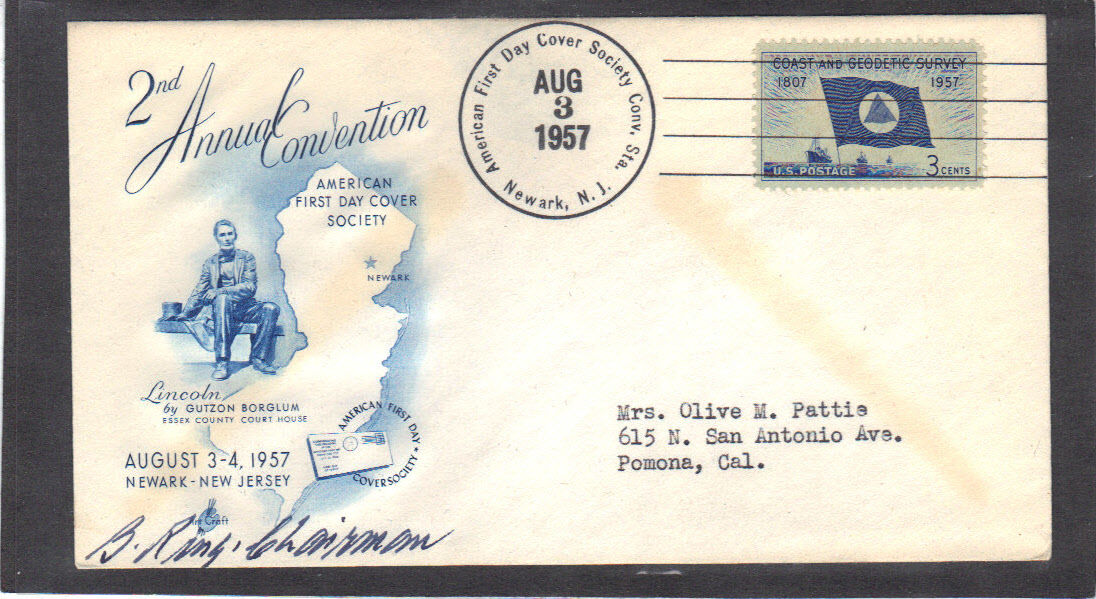 2nd
Annual Convention
AMERICAN
FIRST DAY COVER
SOCIETY
NEWARK
Lincoln
by GUTZON BORGLUM
ESSEX COUNTY COURT HOUSE
AMERICAN FIRST DAY
COVER SOCIETY
AUGUST 3-4, 1957
NEWARK - NEW JERSEY
Art Craft
B. Ring, Chairman
American First Day Cover Society Conv. Sta.
AUG
3
1957
Newark, N. J.
COAST AND GEODETIC SURVEY
1807 1957
U.S. POSTAGE 3 CENTS
Mrs. Olive M. Pattie
615 N. San Antonio Ave.
Pomona, Cal.